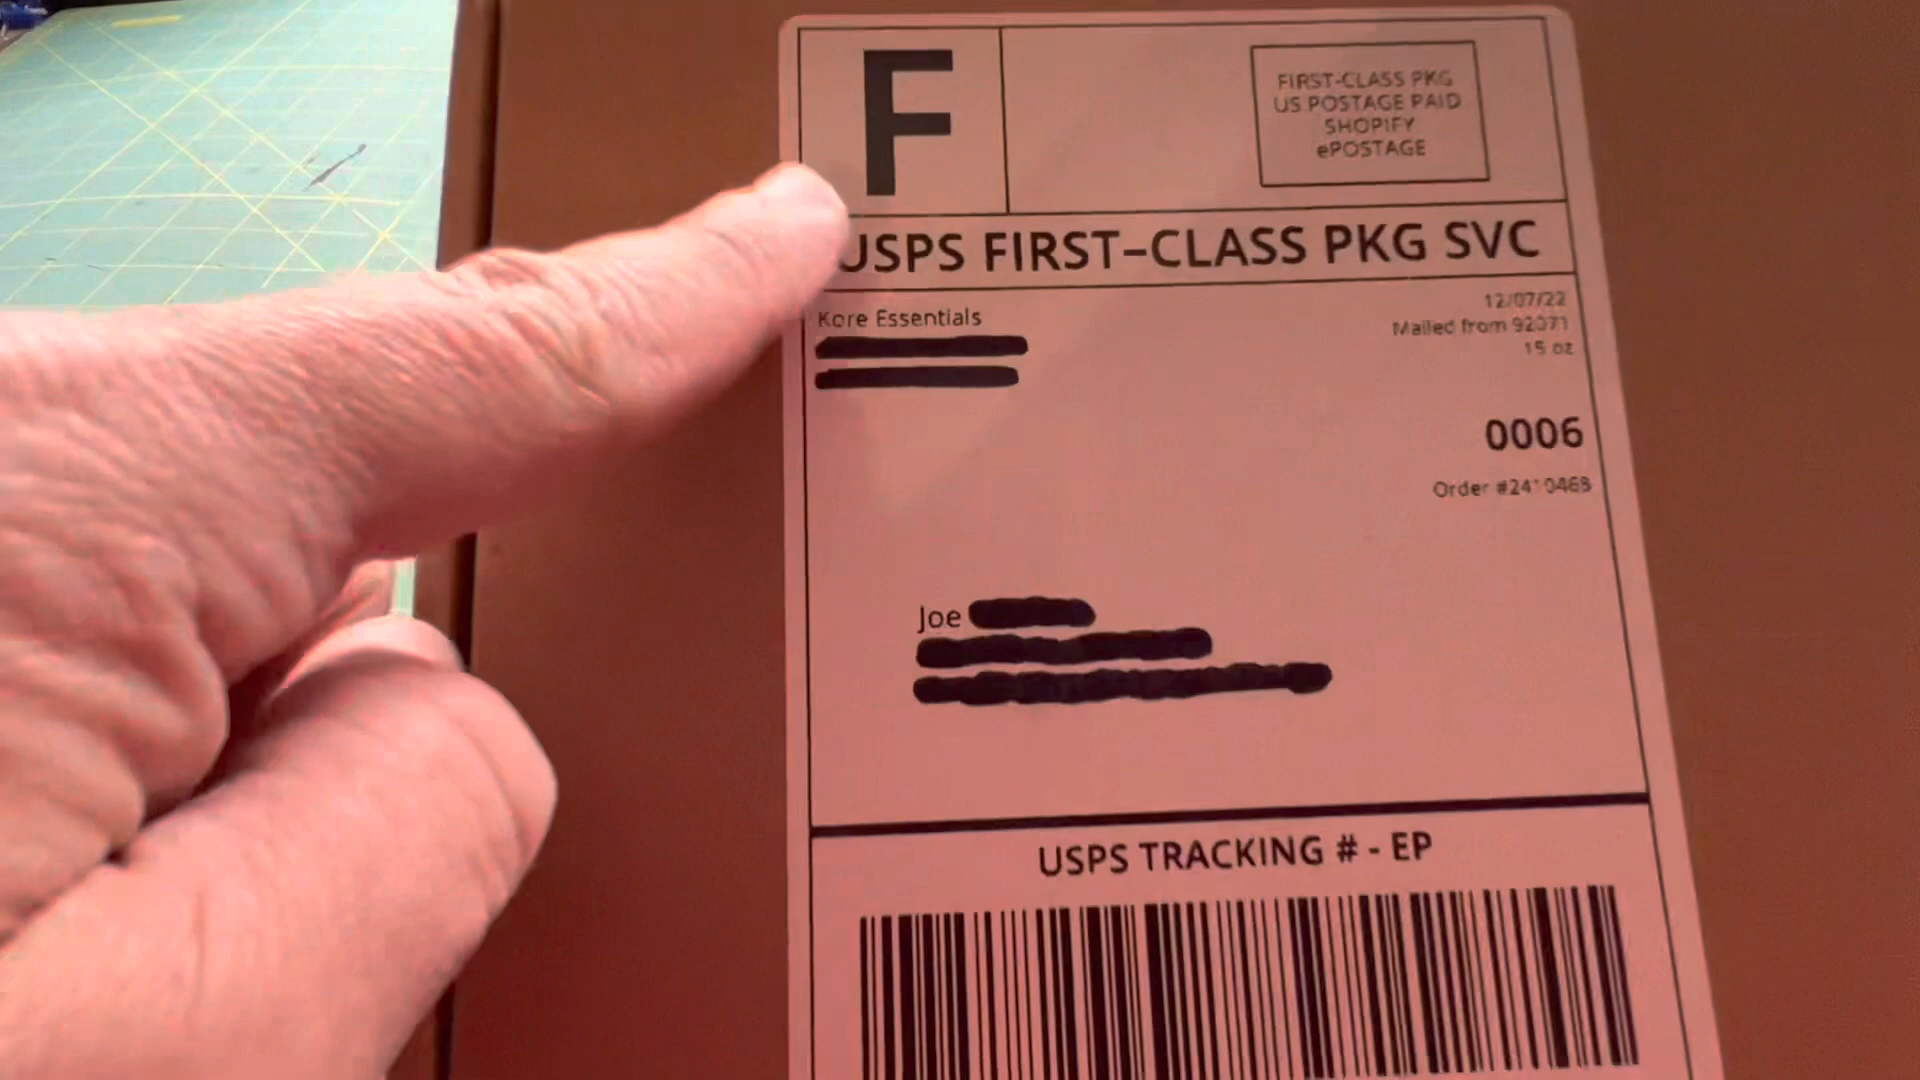 F
FIRST-CLASS PKG
US POSTAGE PAID
SHOPIFY
ePOSTAGE
USPS FIRST-CLASS PKG SVC
Kore Essentials
12/07/22
Mailed from 92071
15 oz
0006
Order
Joe
USPS TRACKING # - EP